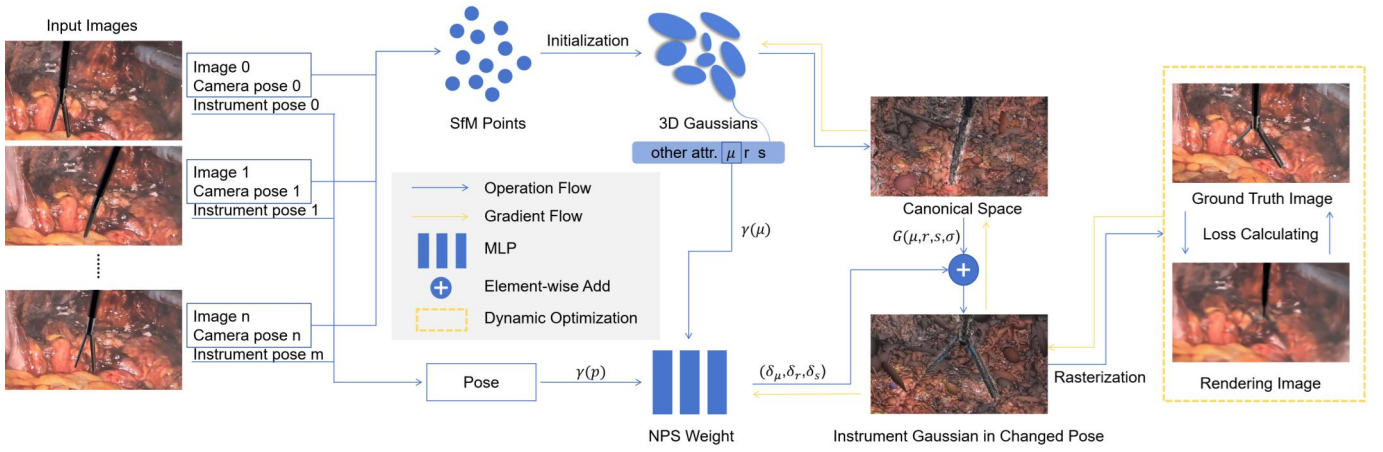 Input Images
Image 0
Camera pose 0
Instrument pose 0
Image 1
Camera pose 1
Instrument pose 1
Image n
Camera pose n
Instrument pose m
SfM Points
Initialization
3D Gaussians
other attr. μ r s
Operation Flow
Gradient Flow
MLP
Element-wise Add
Dynamic Optimization
γ(μ)
Pose
γ(p)
NPS Weight
(δμ,δr,δs)
Canonical Space
G(μ,r,s,σ)
Instrument Gaussian in Changed Pose
Rasterization
Ground Truth Image
Loss Calculating
Rendering Image